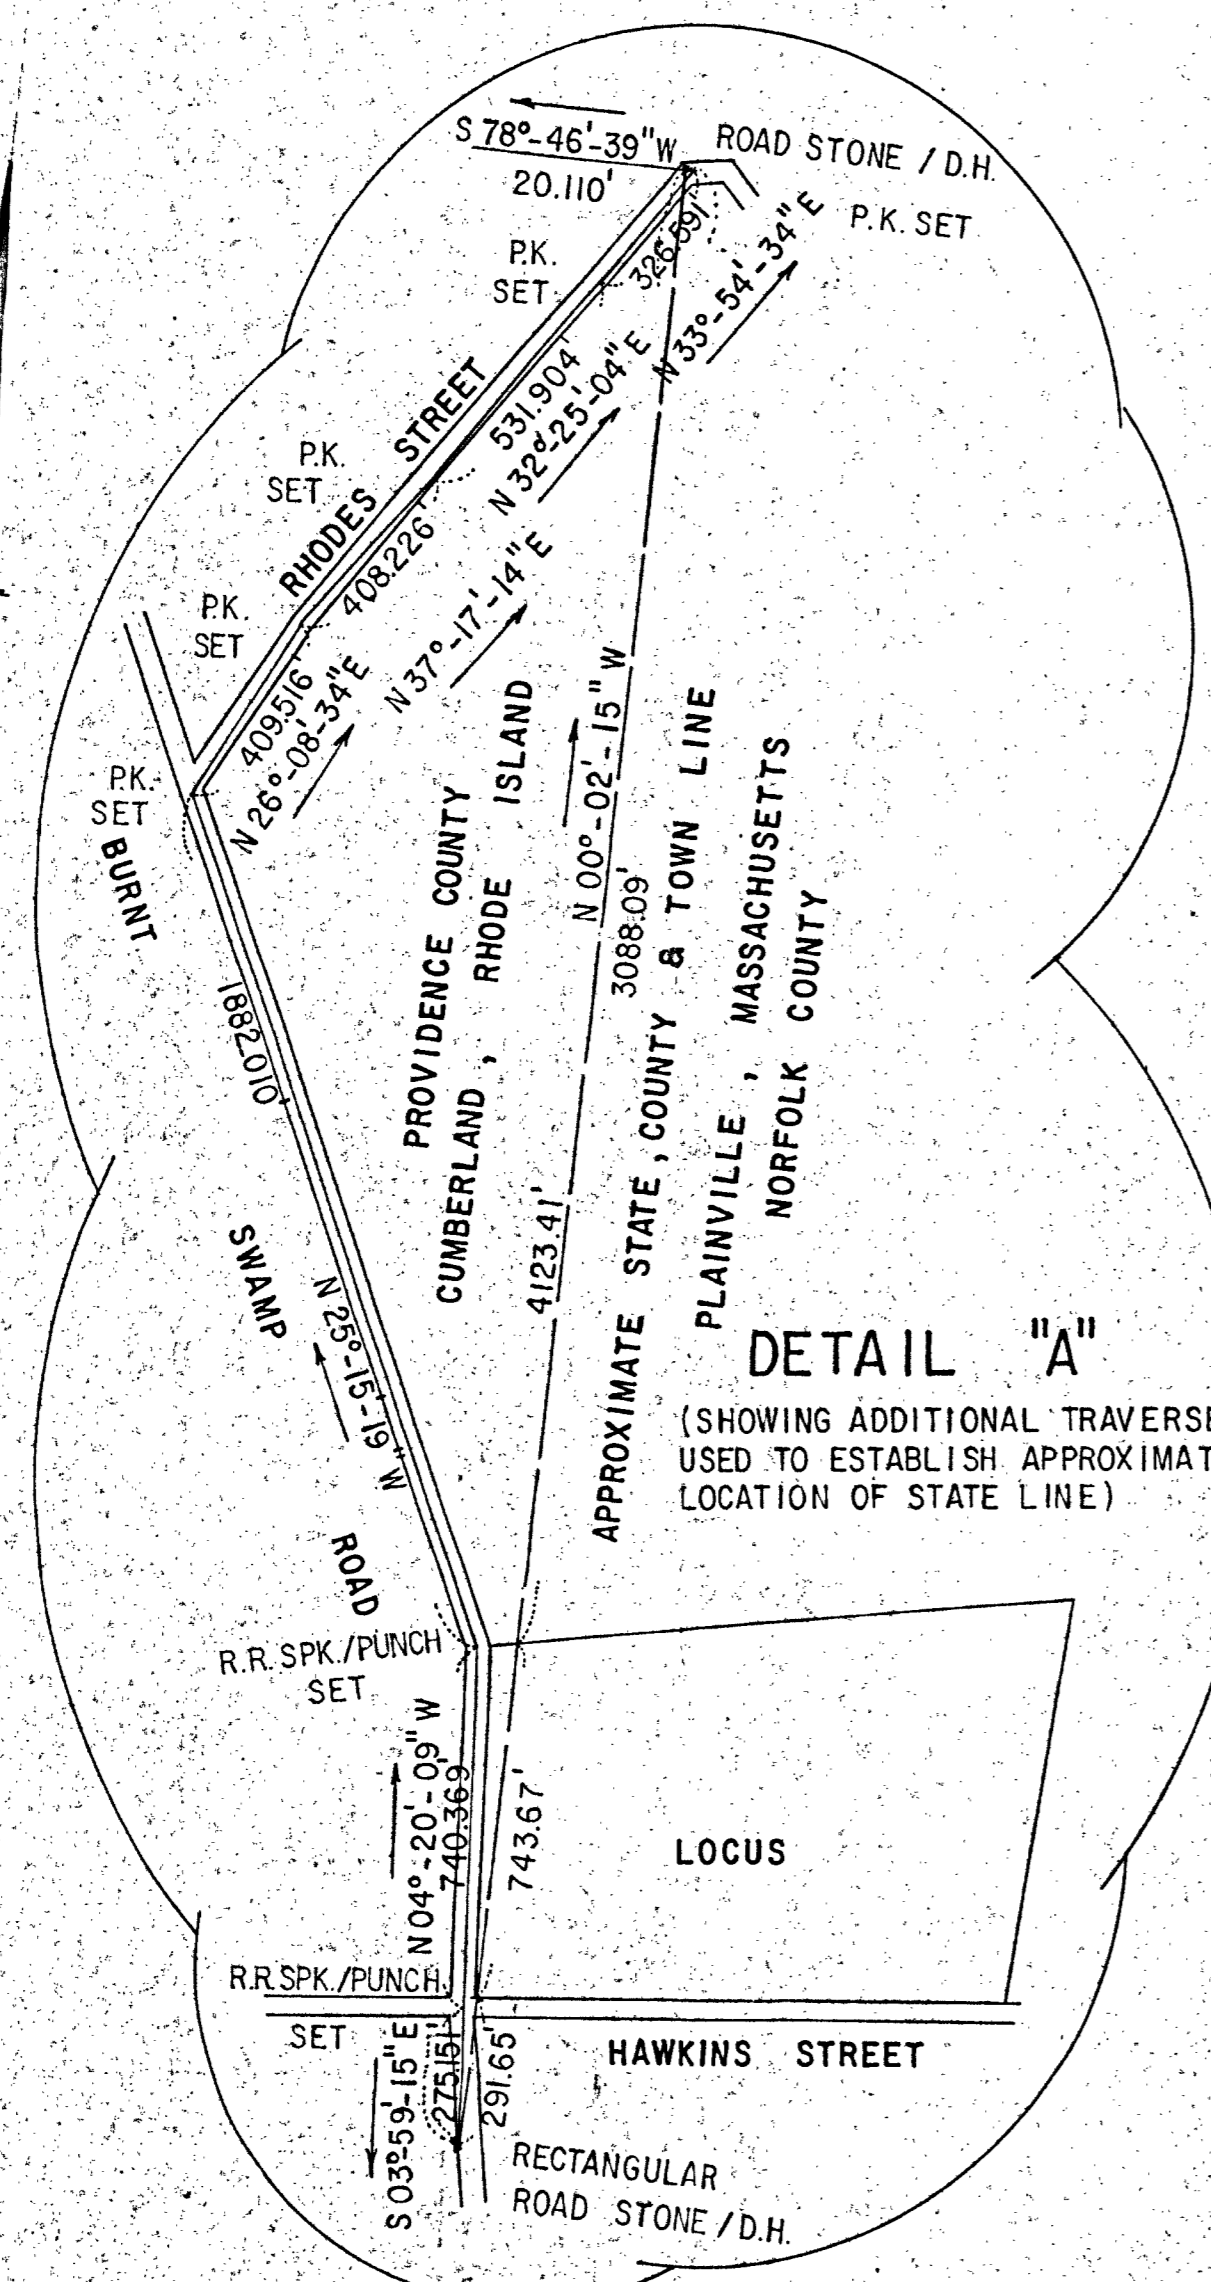 S 78°-46'-39" W
20.110'
ROAD STONE / D.H.
P.K. SET
P.K.
SET
326.591'
N 33°-54'-34" E
531.904'
N 32°-25'-04" E
P.K.
SET
RHODES STREET
408.226'
N 37°-17'-14" E
P.K.
SET
409.516'
N 26°-08'-34" E
P.K.
SET
BURNT SWAMP ROAD
1882.010'
N 25°-15'-19" W
PROVIDENCE COUNTY
CUMBERLAND, RHODE ISLAND
N 00°-02'-15" W
3088.09'
4123.41'
APPROXIMATE STATE, COUNTY & TOWN LINE
PLAINVILLE, MASSACHUSETTS
NORFOLK COUNTY
DETAIL "A"
(SHOWING ADDITIONAL TRAVERSE
USED TO ESTABLISH APPROXIMAT
LOCATION OF STATE LINE)
R.R. SPK./PUNCH
SET
N 04°-20'-09" W
740.369'
743.67'
LOCUS
R.R. SPK./PUNCH
SET
S 03°-59'-15" E
275.151'
291.65'
HAWKINS STREET
RECTANGULAR
ROAD STONE / D.H.